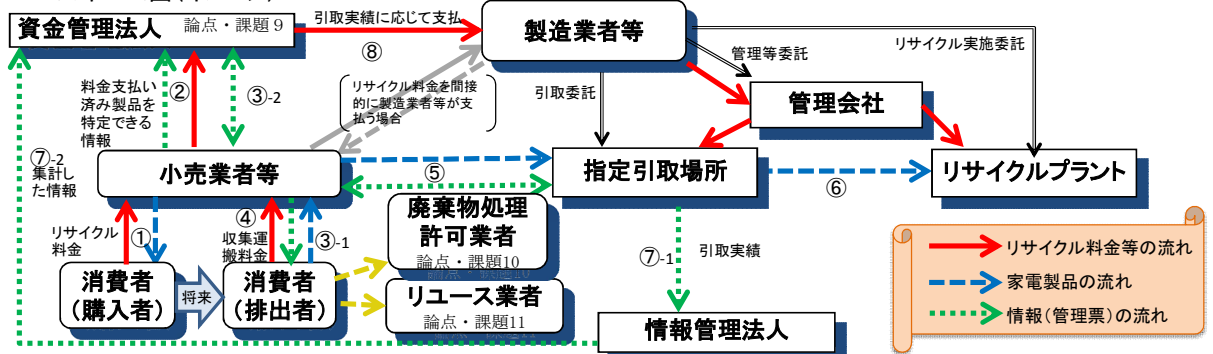 資金管理法人
論点・課題９
引取実績に応じて支払
⑧
製造業者等
管理等委託
リサイクル実施委託
料金支払い
済み製品を
特定できる
情報
②
③-2
リサイクル料金を間接
的に製造業者等が支
払う場合
引取委託
管理会社
⑦-2
集計し
た情報
小売業者等
⑤
指定引取場所
⑥
リサイクルプラント
リサイクル
料金
①
④
収集運
搬料金
③-1
廃棄物処理
許可業者
論点・課題10
⑦-1
引取実績
消費者
（購入者）
将来
消費者
（排出者）
リユース業者
論点・課題11
情報管理法人
リサイクル料金等の流れ
家電製品の流れ
情報（管理票）の流れ